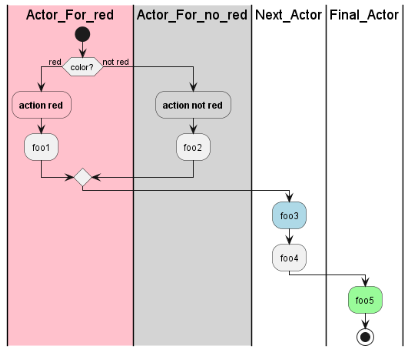 Actor_For_red
Actor_For_no_red
Next_Actor
Final_Actor
red
color?
not red
action red
action not red
foo1
foo2
foo3
foo4
foo5